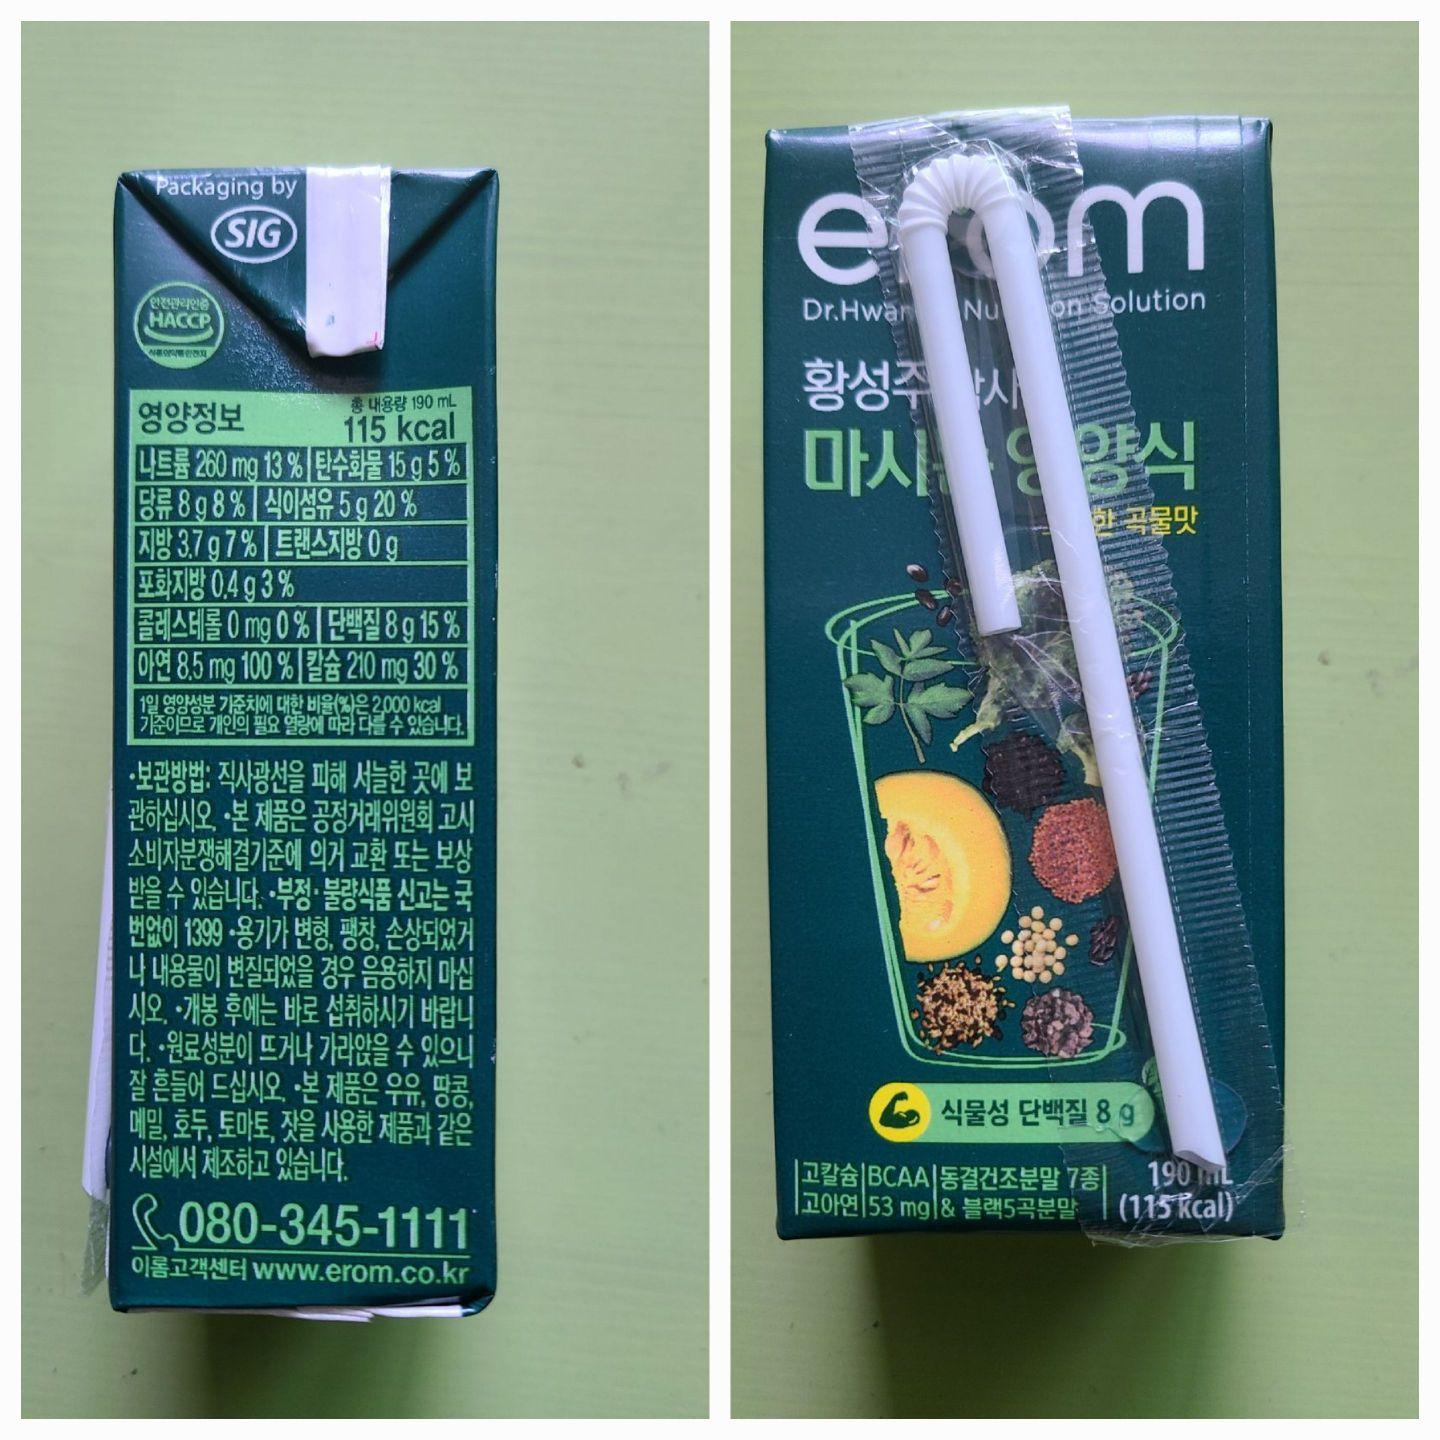 Packaging by
SIG
안전관리인증
HACCP
식품의약품안전처
영양정보
총 내용량 190 mL
115 kcal
나트륨 260 mg 13 % 탄수화물 15 g 5 %
당류 8 g 8 % 식이섬유 5 g 20 %
지방 3.7 g 7 % 트랜스지방 0 g
포화지방 0.4 g 3 %
콜레스테롤 0 mg 0 % 단백질 8 g 15 %
아연 8.5 mg 100 % 칼슘 210 mg 30 %
1일 영양성분 기준치에 대한 비율(%)은 2,000 kcal
기준이므로 개인의 필요 열량에 따라 다를 수 있습니다.
·보관방법: 직사광선을 피해 서늘한 곳에 보
관하십시오. ·본 제품은 공정거래위원회 고시
소비자분쟁해결기준에 의거 교환 또는 보상
받을 수 있습니다. ·부정·불량식품 신고는 국
번없이 1399 ·용기가 변형, 팽창, 손상되었거
나 내용물이 변질되었을 경우 음용하지 마십
시오. ·개봉 후에는 바로 섭취하시기 바랍니
다. ·원료성분이 뜨거나 가라앉을 수 있으니
잘 흔들어 드십시오. ·본 제품은 우유, 땅콩,
메밀, 호두, 토마토, 잣을 사용한 제품과 같은
시설에서 제조하고 있습니다.
080-345-1111
이롬고객센터 www.erom.co.kr
erom
Solution
황성주
곡물맛
식물성 단백질 8 g
고칼슘 BCAA 동결건조분말 7종 190 mL
고아연 53 mg & 블랙5곡분말 (115 kcal)